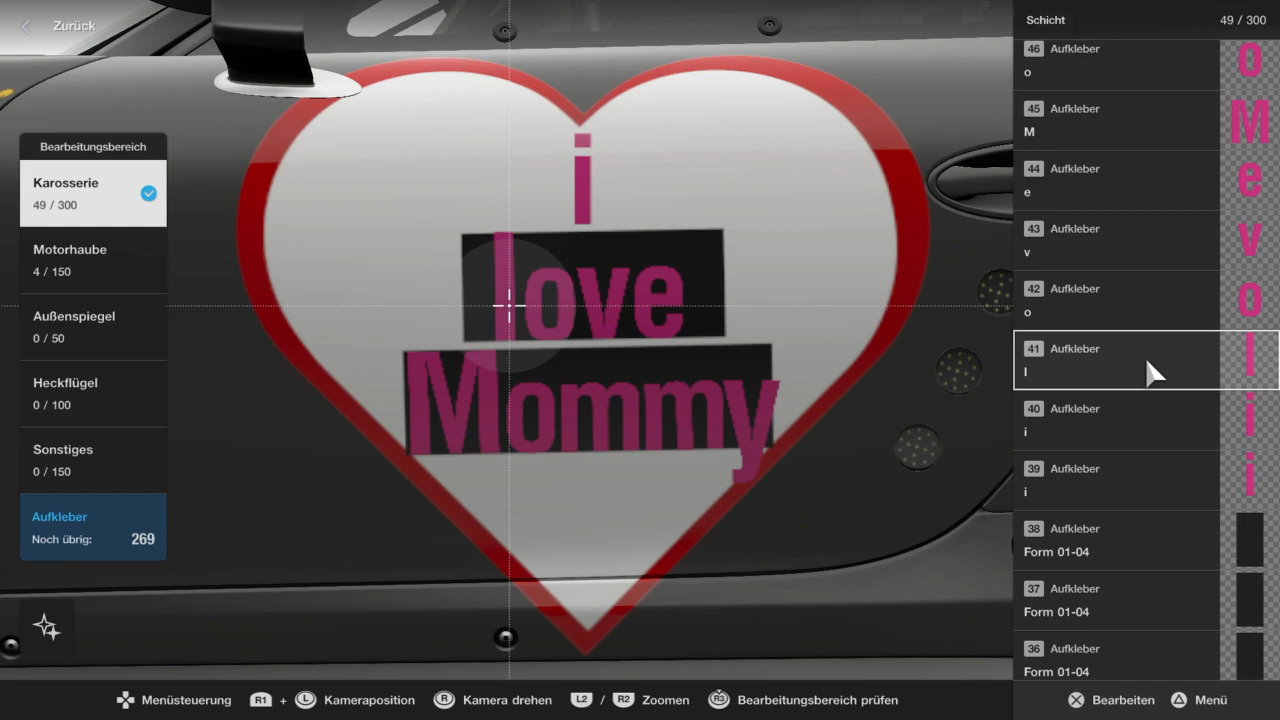 Zurück
Schicht 49 / 300
46 Aufkleber
o
45 Aufkleber
M
44 Aufkleber
e
43 Aufkleber
v
42 Aufkleber
o
41 Aufkleber
l
40 Aufkleber
i
39 Aufkleber
i
38 Aufkleber
Form 01-04
37 Aufkleber
Form 01-04
36 Aufkleber
Form 01-04
o
M
e
v
o
l
i
i
Bearbeitungsbereich
Karosserie
49 / 300
Motorhaube
4 / 150
Außenspiegel
0 / 50
Heckflügel
0 / 100
Sonstiges
0 / 150
Aufkleber
Noch übrig: 269
i
love
Mommy
Menüsteuerung R1 + L Kameraposition R Kamera drehen L2 / R2 Zoomen R3 Bearbeitungsbereich prüfen Bearbeiten Menü